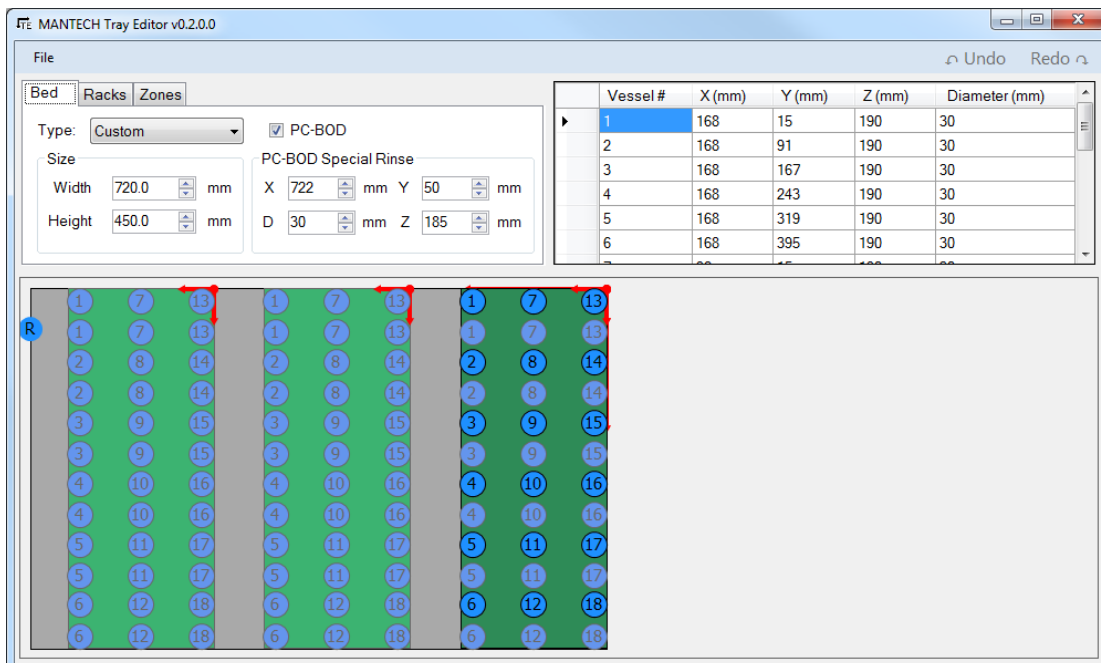 TE MANTECH Tray Editor v0.2.0.0
File Undo Redo
Bed Racks Zones
Type: Custom PC-BOD
Size PC-BOD Special Rinse
Width 720.0 mm X 722 mm Y 50 mm
Height 450.0 mm D 30 mm Z 185 mm
Vessel # X (mm) Y (mm) Z (mm) Diameter (mm)
1 168 15 190 30
2 168 91 190 30
3 168 167 190 30
4 168 243 190 30
5 168 319 190 30
6 168 395 190 30
1 7 13 1 7 13 1 7 13
R
1 7 13 1 7 13 1 7 13
2 8 14 2 8 14 2 8 14
2 8 14 2 8 14 2 8 14
3 9 15 3 9 15 3 9 15
3 9 15 3 9 15 3 9 15
4 10 16 4 10 16 4 10 16
4 10 16 4 10 16 4 10 16
5 11 17 5 11 17 5 11 17
5 11 17 5 11 17 5 11 17
6 12 18 6 12 18 6 12 18
6 12 18 6 12 18 6 12 18